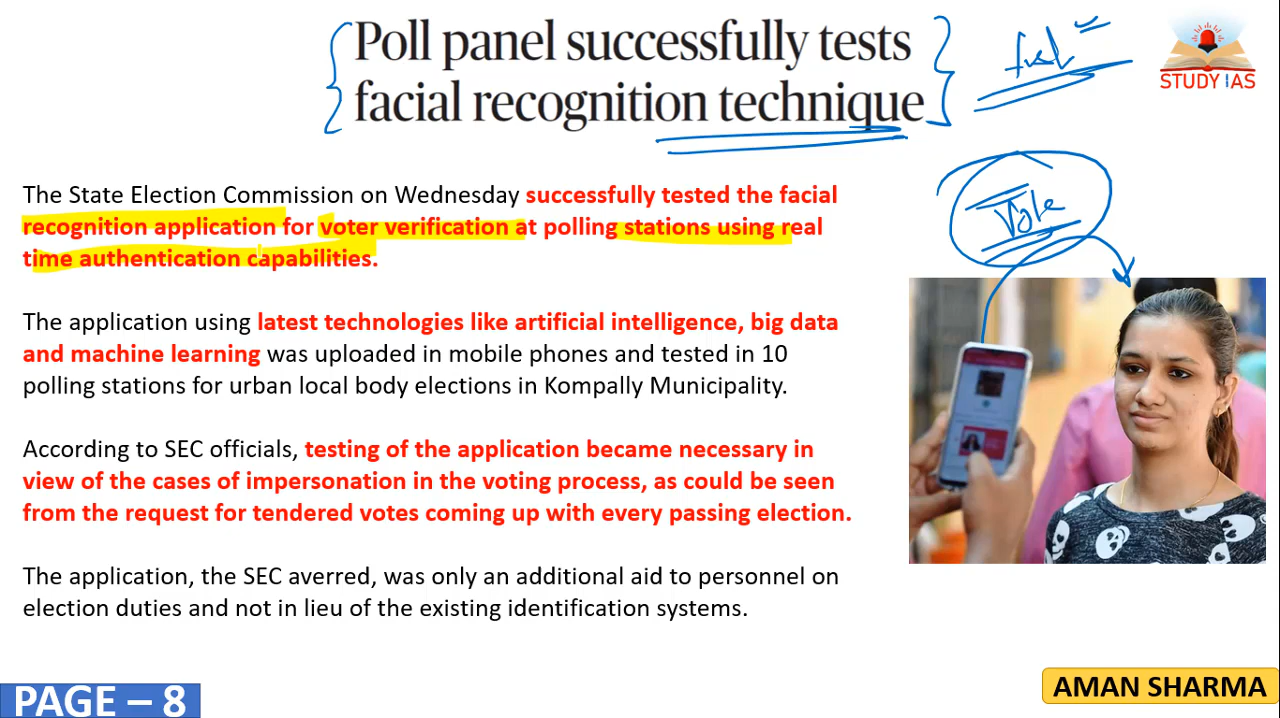 Poll panel successfully tests
facial recognition technique
STUDY IAS
Vote
The State Election Commission on Wednesday successfully tested the facial
recognition application for voter verification at polling stations using real
time authentication capabilities.
The application using latest technologies like artificial intelligence, big data
and machine learning was uploaded in mobile phones and tested in 10
polling stations for urban local body elections in Kompally Municipality.
According to SEC officials, testing of the application became necessary in
view of the cases of impersonation in the voting process, as could be seen
from the request for tendered votes coming up with every passing election.
The application, the SEC averred, was only an additional aid to personnel on
election duties and not in lieu of the existing identification systems.
PAGE – 8
AMAN SHARMA